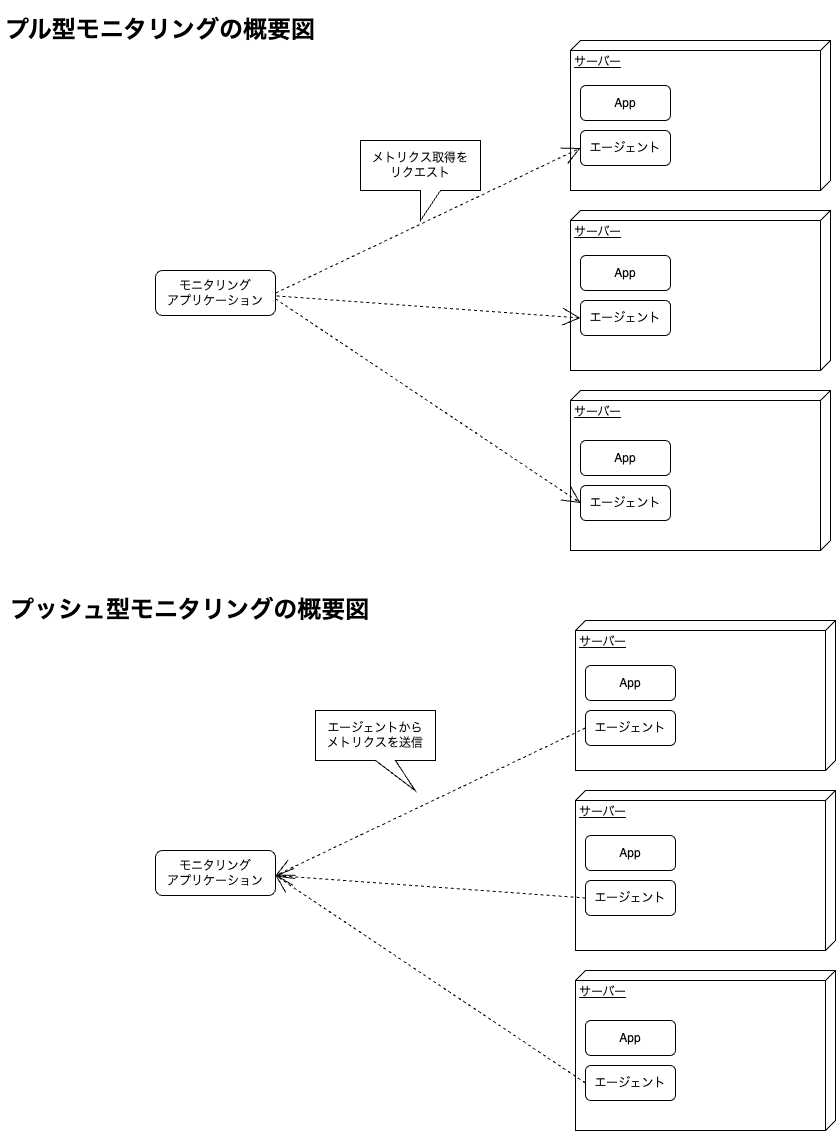 プル型モニタリングの概要図
サーバー
App
エージェント
メトリクス取得を
リクエスト
サーバー
App
エージェント
モニタリング
アプリケーション
サーバー
App
エージェント
プッシュ型モニタリングの概要図
サーバー
App
エージェント
エージェントから
メトリクスを送信
サーバー
App
エージェント
モニタリング
アプリケーション
サーバー
App
エージェント